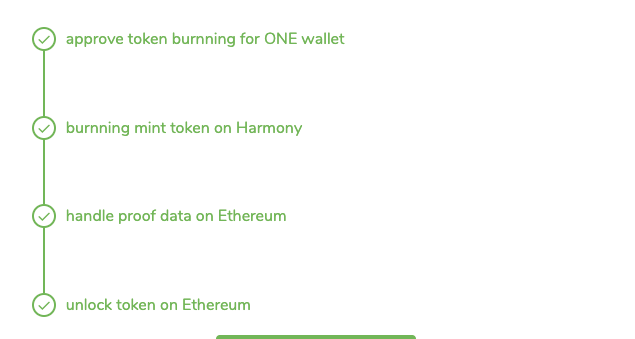 approve token burnning for ONE wallet
burnning mint token on Harmony
handle proof data on Ethereum
unlock token on Ethereum